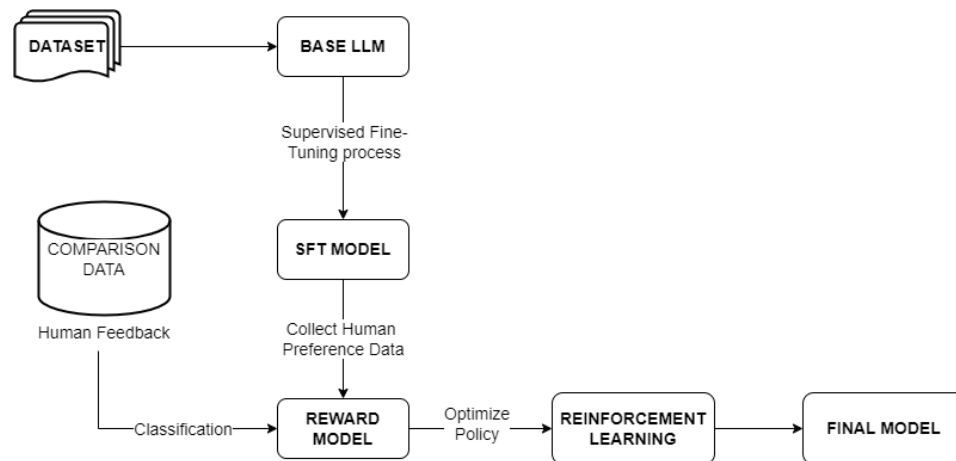 DATASET
BASE LLM
Supervised Fine-
Tuning process
SFT MODEL
COMPARISON
DATA
Human Feedback
Collect Human
Preference Data
Classification
REWARD
MODEL
Optimize
Policy
REINFORCEMENT
LEARNING
FINAL MODEL